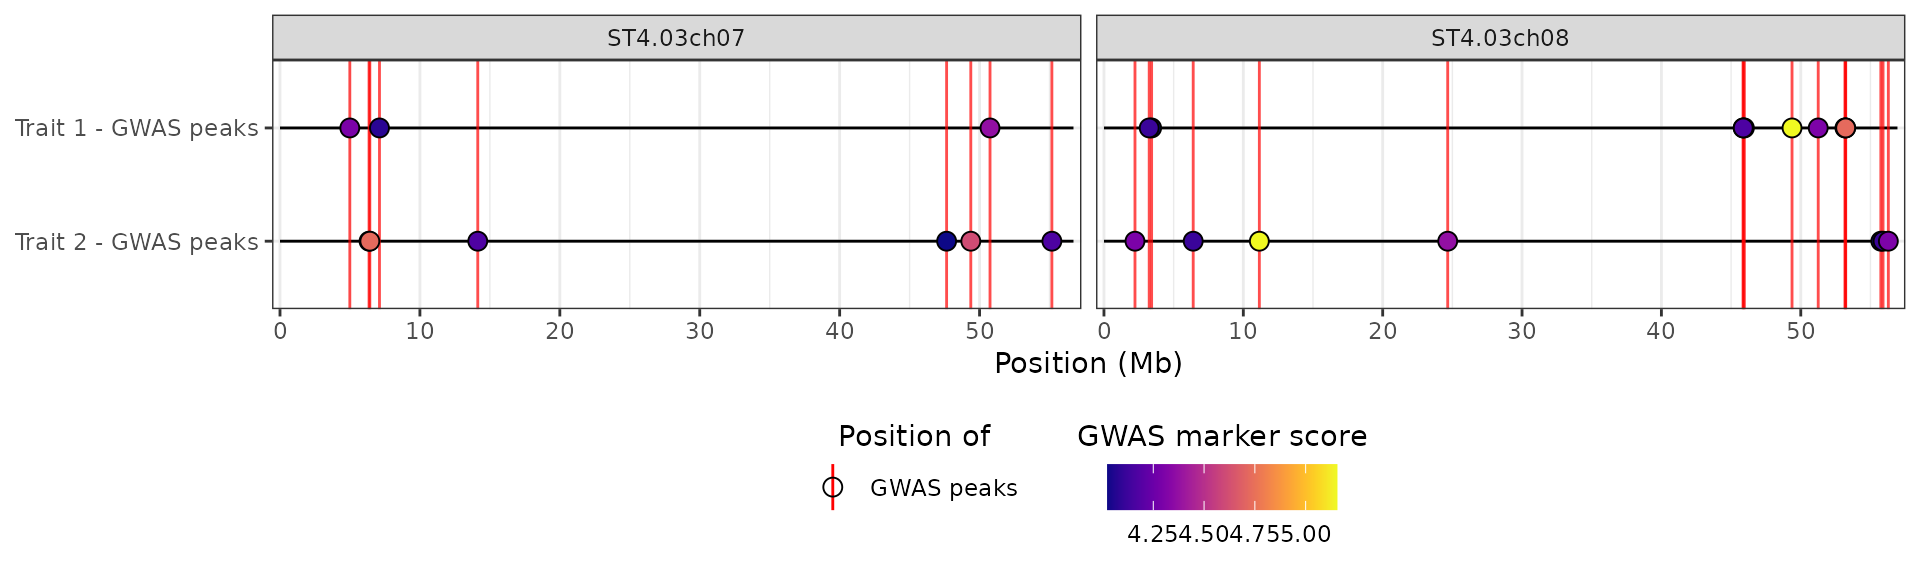 ST4.03ch07 ST4.03ch08
Trait 1 - GWAS peaks
Trait 2 - GWAS peaks
0 10 20 30 40 50 0 10 20 30 40 50
Position (Mb)
Position of GWAS marker score
GWAS peaks
4.254.504.755.00